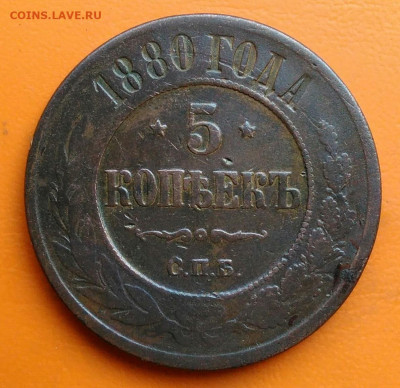 COINS.LAVE.RU
1880 ГОДА
5
КОПѢЕКЪ
С.П.Б.